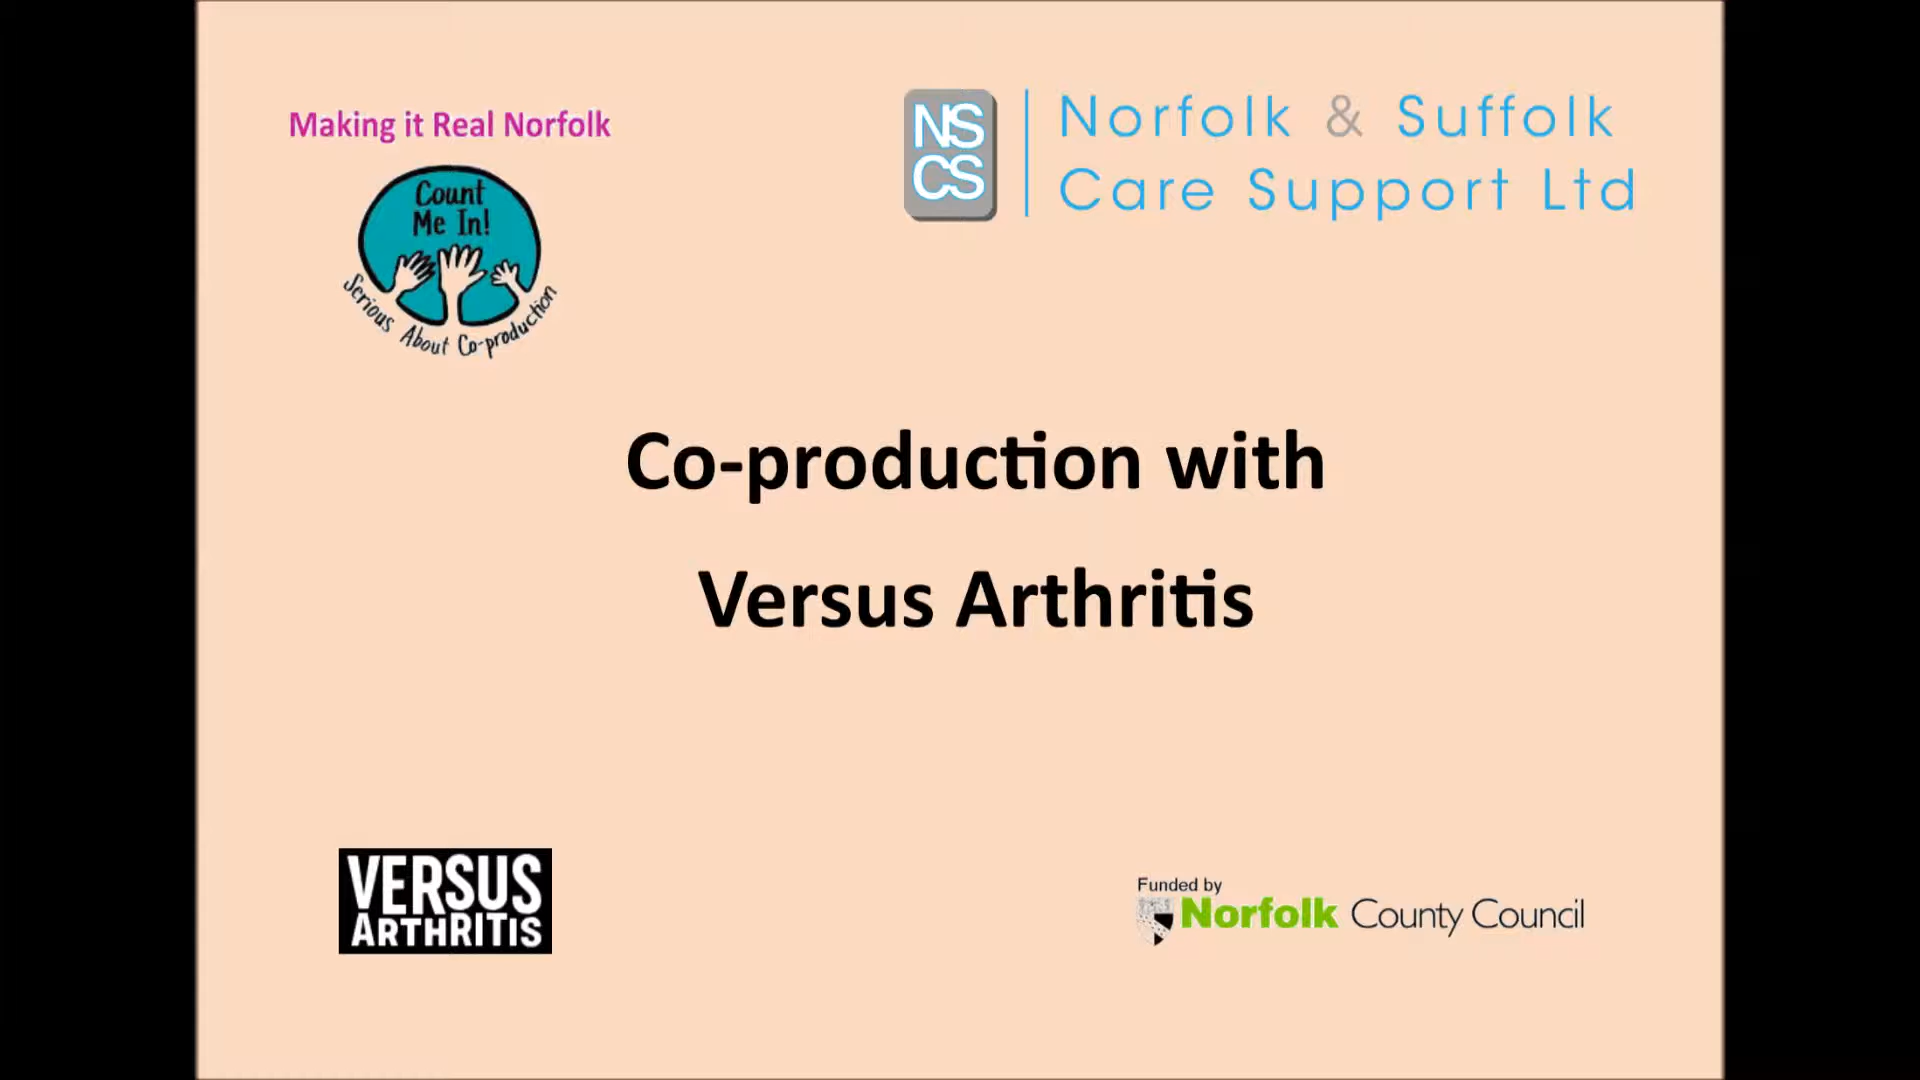 Making it Real Norfolk
Count
Me In!
Serious About Co-production
NS
CS
Norfolk & Suffolk
Care Support Ltd
Co-production with
Versus Arthritis
VERSUS
ARTHRITIS
Funded by
Norfolk County Council